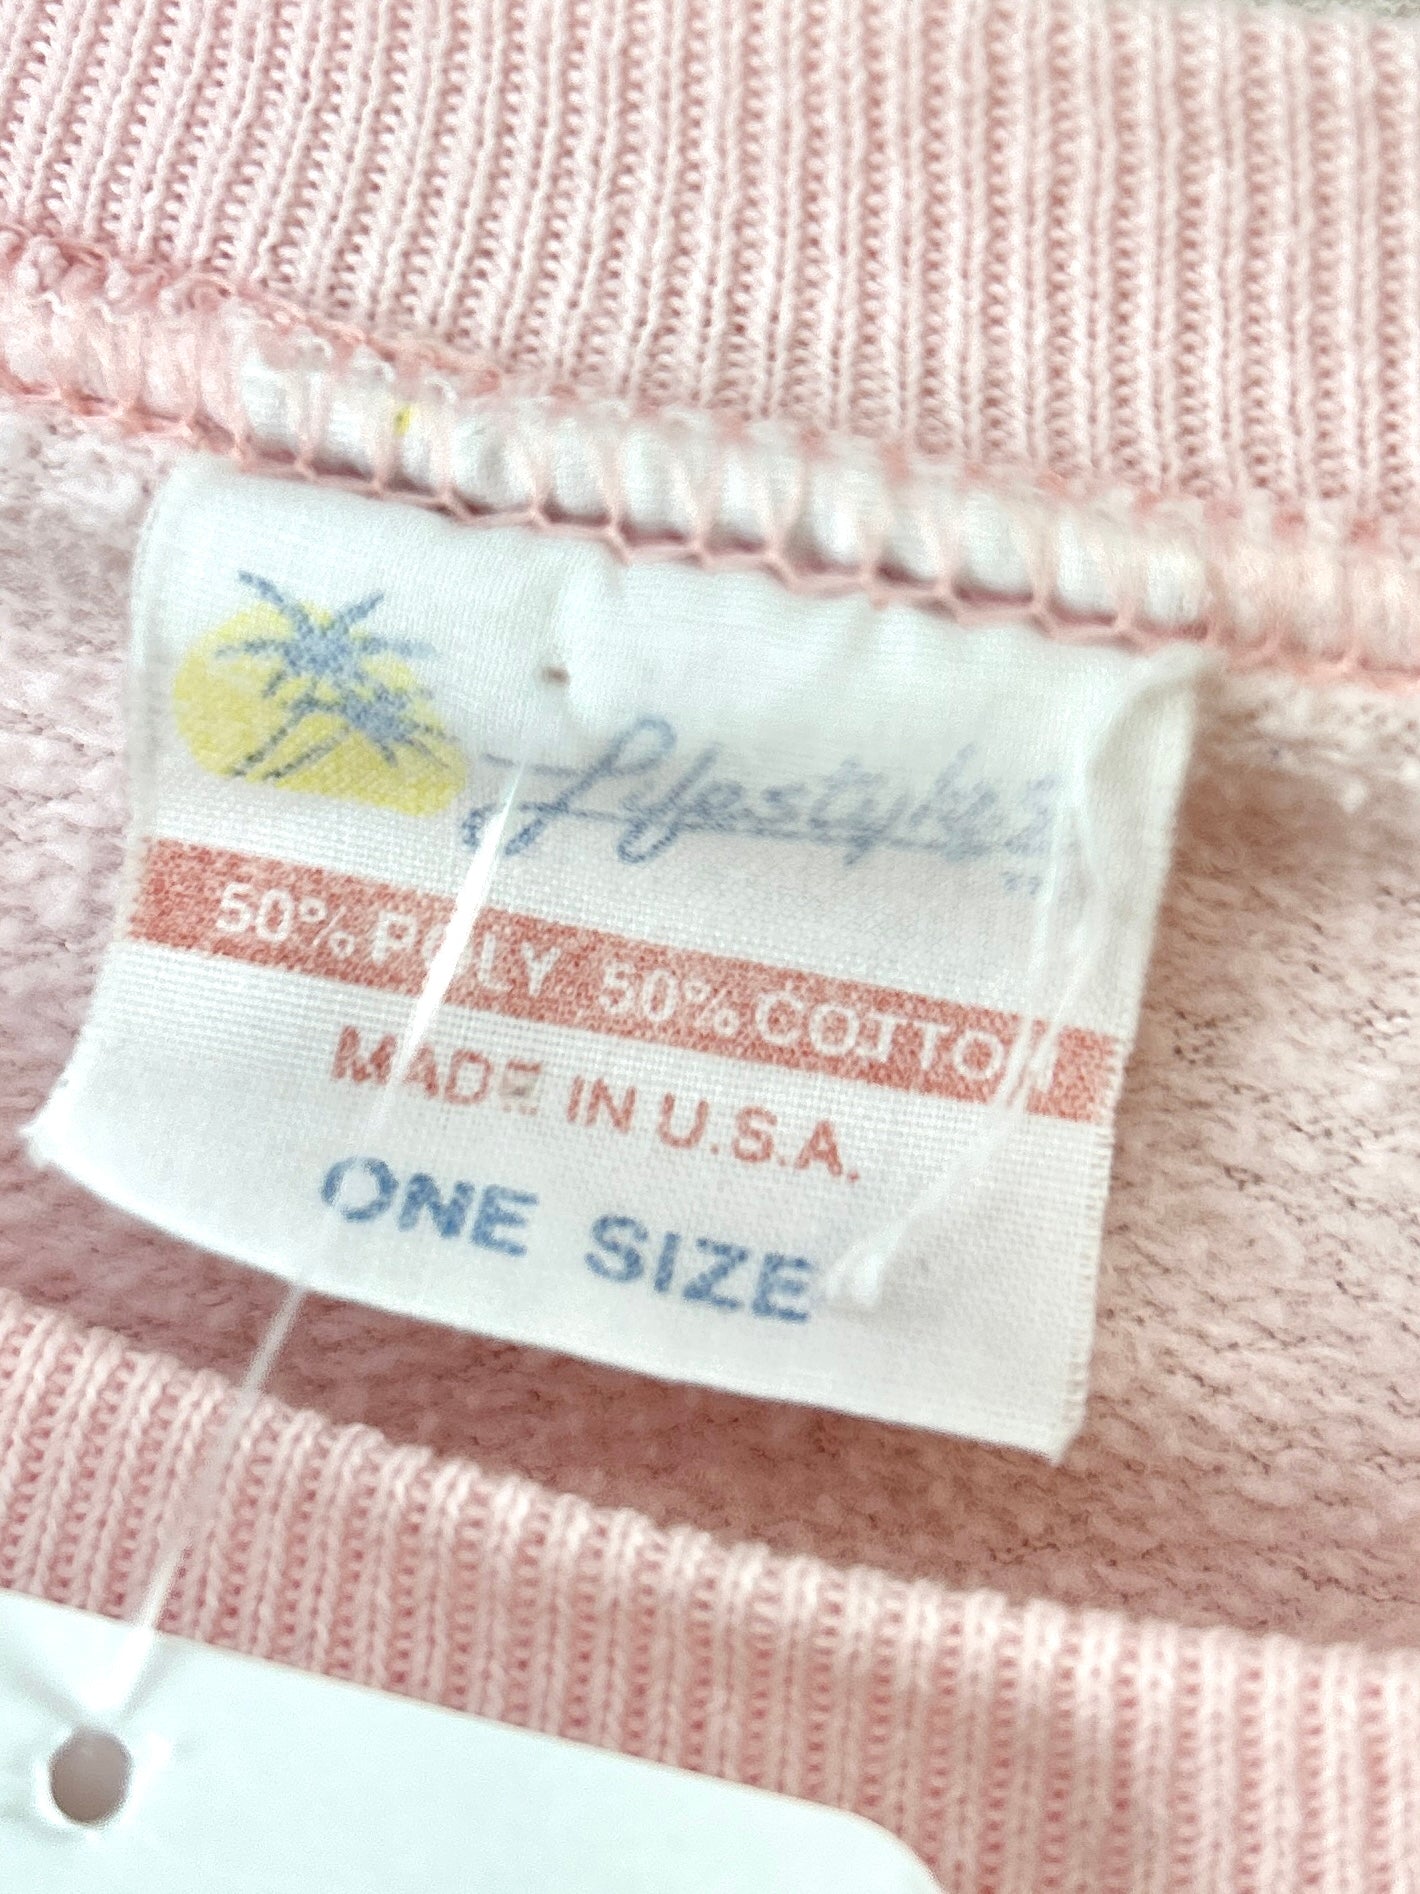 Lifestyles
50% POLY 50% COTTON
MADE IN U.S.A.
ONE SIZE